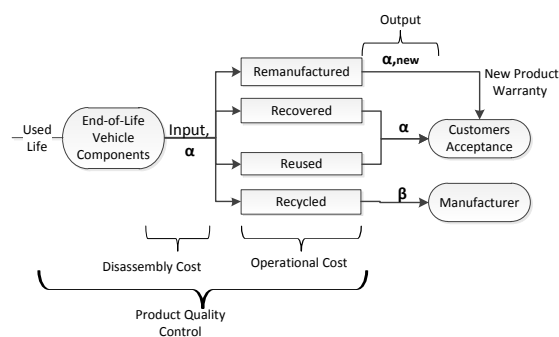 Output
Remanufactured
α,new
New Product
Warranty
Recovered
Used
Life
End-of-Life
Vehicle
Components
Input,
α
α
Customers
Acceptance
Reused
Recycled
β
Manufacturer
Disassembly Cost
Operational Cost
Product Quality
Control